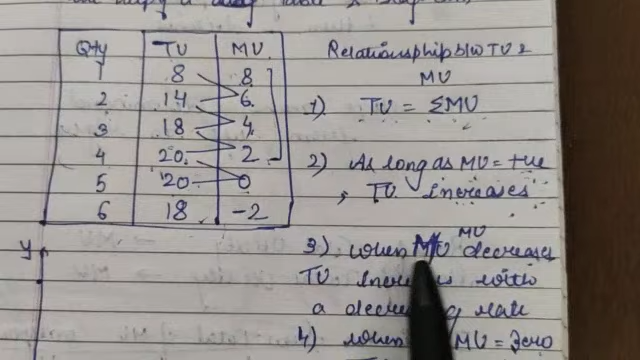 Qty TU MU
1 8 8
2 14 6
3 18 4
4 20 2
5 20 0
6 18 -2
Relationship b/w TU &
MU
1) TU = ΣMU
2) As long as MU = +ve
, TU increases
3) when MU decreases
TU Increases with
a decreasing rate
4) when MU = Zero
y